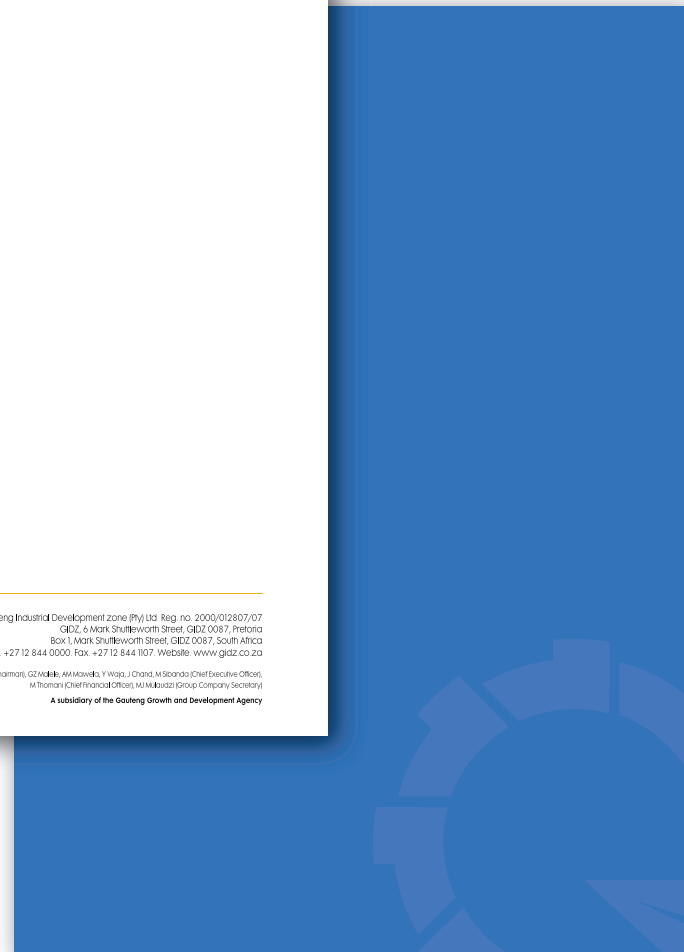 eng Industrial Development zone (Pty) Ltd Reg. no. 2000/012807/07
GIDZ, 6 Mark Shuttleworth Street, GIDZ 0087, Pretoria
Box 1, Mark Shuttleworth Street, GIDZ 0087, South Africa
. +27 12 844 0000. Fax. +27 12 844 1107. Website. www.gidz.co.za
hairman), GZ Malele, AM Mawela, Y Waja, J Chand, M Sibanda (Chief Executive Officer),
M Thomani (Chief Financial Officer), MJ Mulaudzi (Group Company Secretary)
A subsidiary of the Gauteng Growth and Development Agency